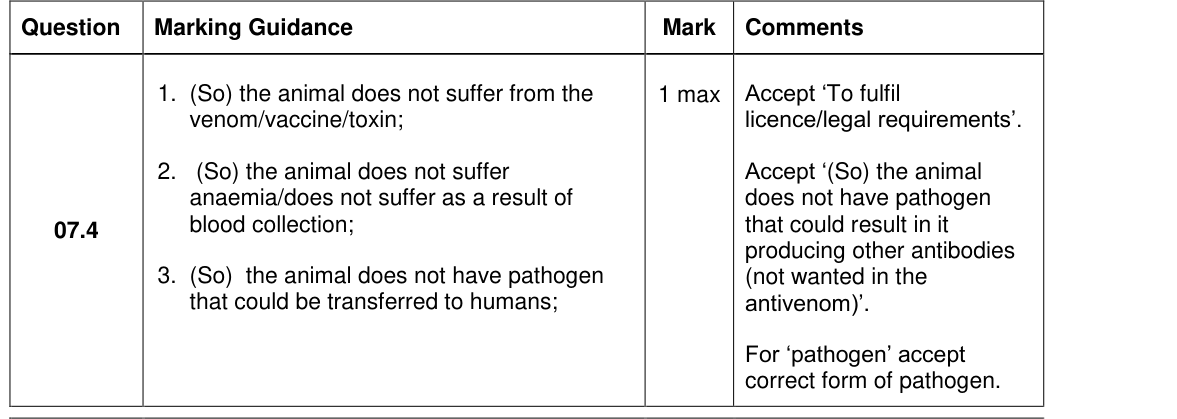 Question Marking Guidance Mark Comments
07.4
1. (So) the animal does not suffer from the
venom/vaccine/toxin;
2. (So) the animal does not suffer
anaemia/does not suffer as a result of
blood collection;
3. (So) the animal does not have pathogen
that could be transferred to humans;
1 max
Accept ‘To fulfil
licence/legal requirements’.
Accept ‘(So) the animal
does not have pathogen
that could result in it
producing other antibodies
(not wanted in the
antivenom)’.
For ‘pathogen’ accept
correct form of pathogen.